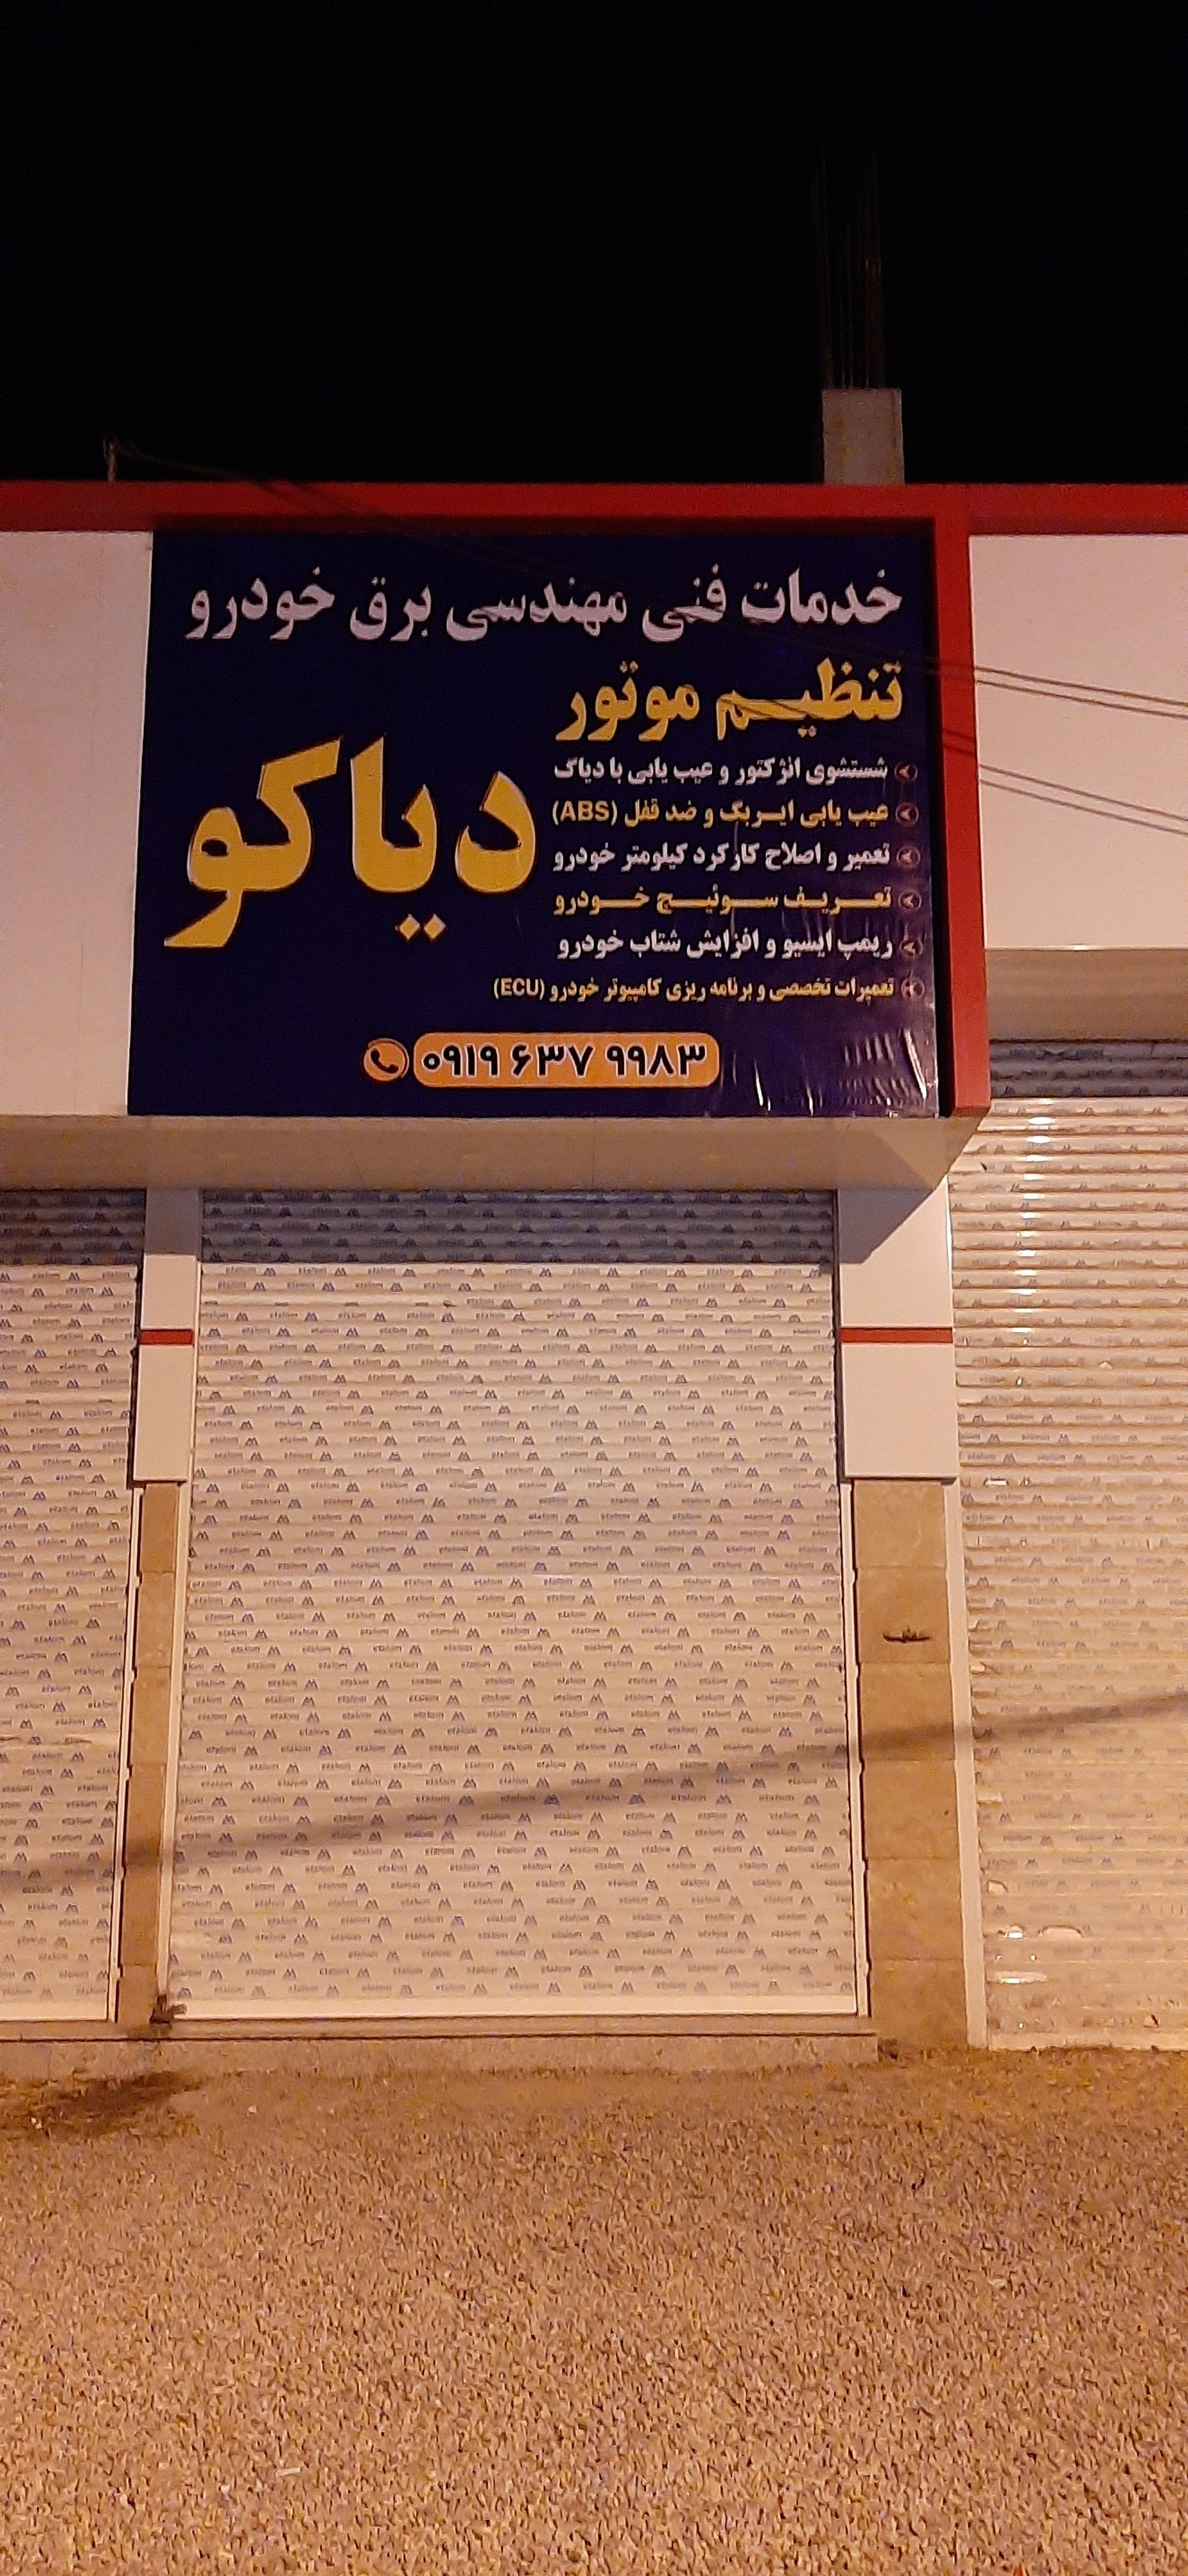 خدمات فنی مهندسی برق خودرو
تنظیم موتور
دیاکو
شستشوی انژکتور و عیب یابی با دیاگ
عیب یابی ایربگ و ضد قفل (ABS)
تعمیر و اصلاح کارکرد کیلومتر خودرو
تعریف سوئیچ خودرو
ریمپ ایسیو و افزایش شتاب خودرو
تعمیرات تخصصی و برنامه ریزی کامپیوتر خودرو (ECU)
۰۹۱۹ ۶۳۷ ۹۹۸۳